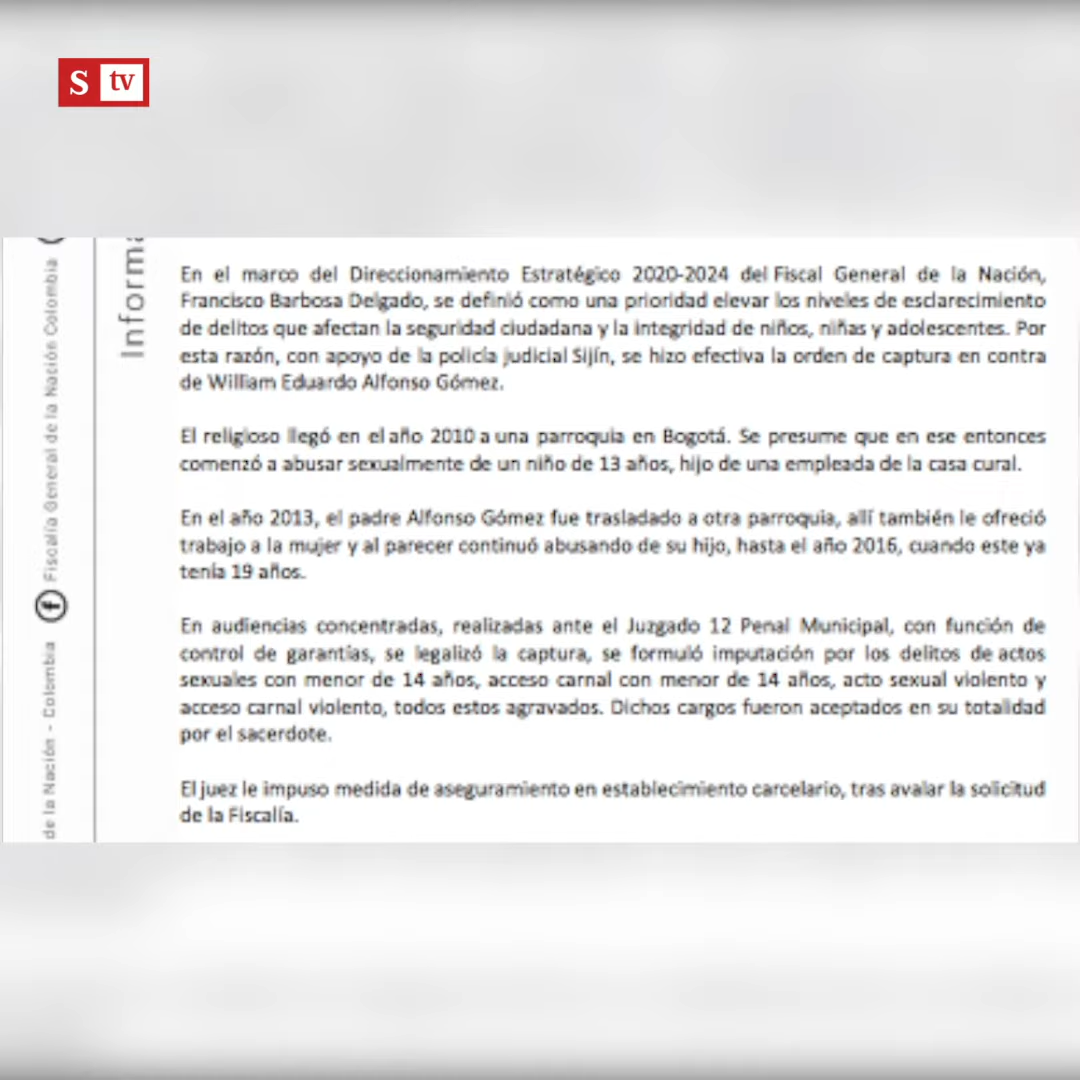 S tv
Informa
Fiscalía General de la Nación Colombia
de la Nación - Colombia
En el marco del Direccionamiento Estratégico 2020-2024 del Fiscal General de la Nación,
Francisco Barbosa Delgado, se definió como una prioridad elevar los niveles de esclarecimiento
de delitos que afectan la seguridad ciudadana y la integridad de niños, niñas y adolescentes. Por
esta razón, con apoyo de la policía judicial Sijín, se hizo efectiva la orden de captura en contra
de William Eduardo Alfonso Gómez.
El religioso llegó en el año 2010 a una parroquia en Bogotá. Se presume que en ese entonces
comenzó a abusar sexualmente de un niño de 13 años, hijo de una empleada de la casa cural.
En el año 2013, el padre Alfonso Gómez fue trasladado a otra parroquia, allí también le ofreció
trabajo a la mujer y al parecer continuó abusando de su hijo, hasta el año 2016, cuando este ya
tenía 19 años.
En audiencias concentradas, realizadas ante el Juzgado 12 Penal Municipal, con función de
control de garantías, se legalizó la captura, se formuló imputación por los delitos de actos
sexuales con menor de 14 años, acceso carnal con menor de 14 años, acto sexual violento y
acceso carnal violento, todos estos agravados. Dichos cargos fueron aceptados en su totalidad
por el sacerdote.
El juez le impuso medida de aseguramiento en establecimiento carcelario, tras avalar la solicitud
de la Fiscalía.